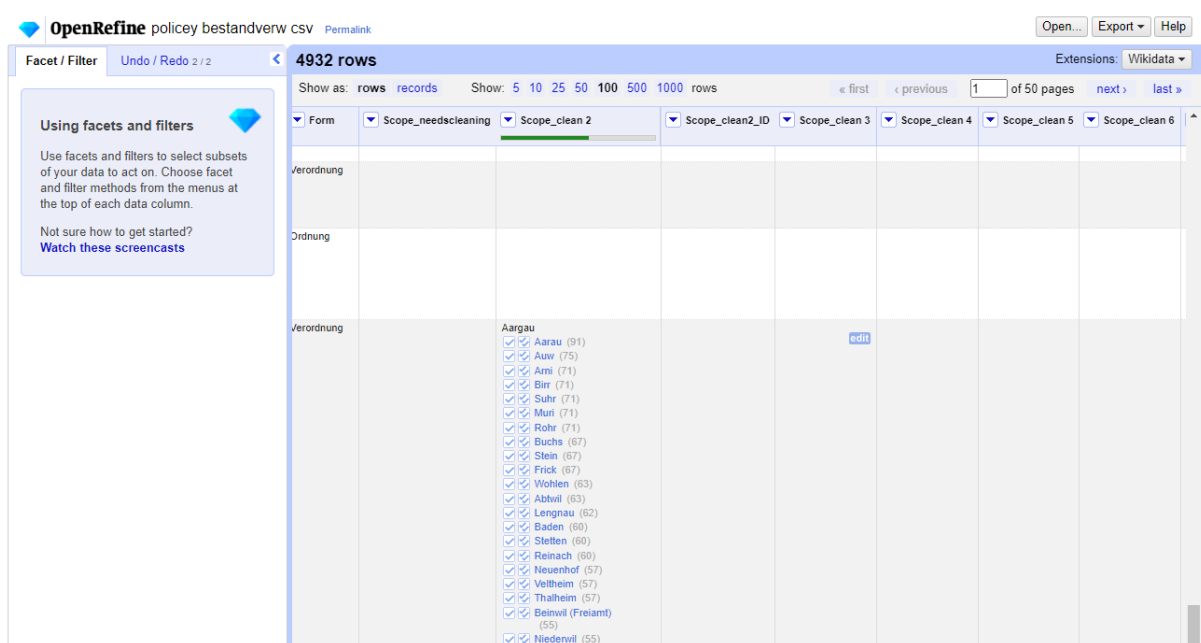 OpenRefine policey bestandverw csv Permalink
Open... Export Help
Facet / Filter Undo / Redo 2 / 2
4932 rows
Extensions: Wikidata
Show as: rows records Show: 5 10 25 50 100 500 1000 rows
« first ‹ previous 1 of 50 pages next › last »
Using facets and filters
Use facets and filters to select subsets
of your data to act on. Choose facet
and filter methods from the menus at
the top of each data column.
Not sure how to get started?
Watch these screencasts
Form Scope_needscleaning Scope_clean 2 Scope_clean2_ID Scope_clean 3 Scope_clean 4 Scope_clean 5 Scope_clean 6
Verordnung
Ordnung
Verordnung
Aargau
edit
Aarau (91)
Auw (75)
Arni (71)
Birr (71)
Suhr (71)
Muri (71)
Rohr (71)
Buchs (67)
Stein (67)
Frick (67)
Wohlen (63)
Abtwil (63)
Lengnau (62)
Baden (60)
Stetten (60)
Reinach (60)
Neuenhof (57)
Veltheim (57)
Thalheim (57)
Beinwil (Freiamt)
(55)
Niederwil (55)